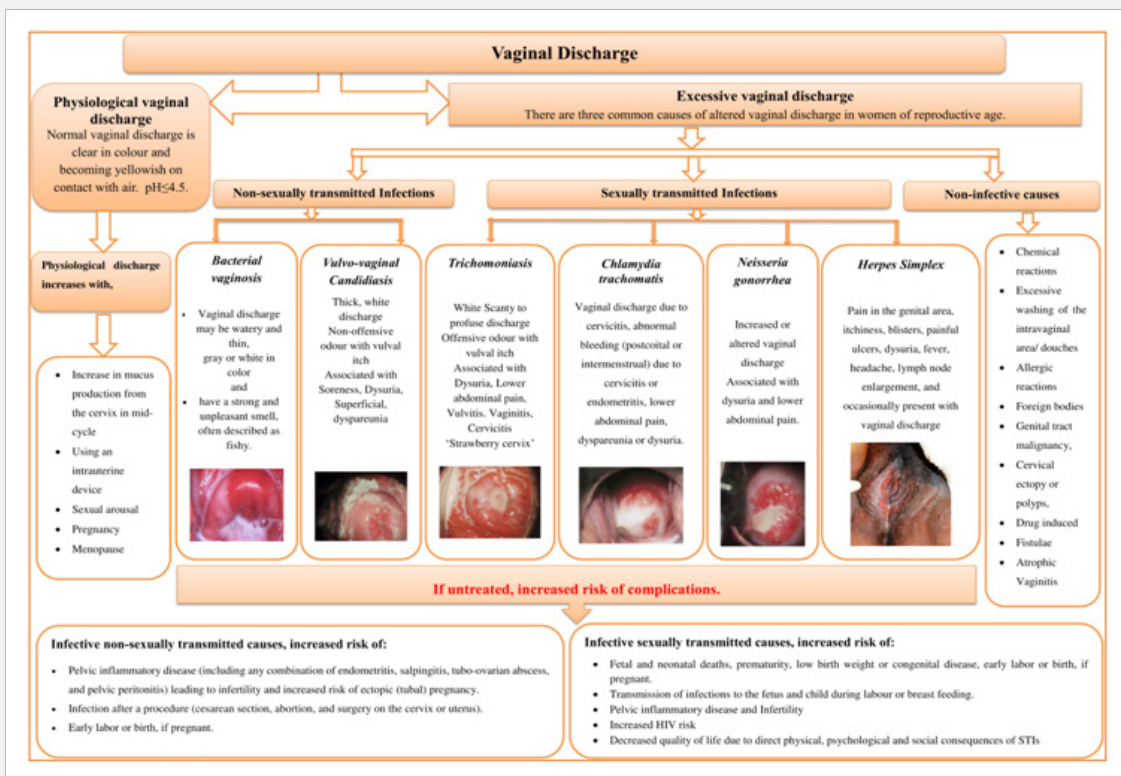 Vaginal Discharge
Physiological vaginal
discharge
Normal vaginal discharge is
clear in colour and
becoming yellowish on
contact with air. pH≤4.5.
Excessive vaginal discharge
There are three common causes of altered vaginal discharge in women of reproductive age.
Non-sexually transmitted Infections
Sexually transmitted Infections
Non-infective causes
Physiological discharge
increases with,
• Increase in mucus
production from
the cervix in mid-
cycle
• Using an
intrauterine
device
• Sexual arousal
• Pregnancy
• Menopause
Bacterial
vaginosis
• Vaginal discharge
may be watery and
thin,
gray or white in
color
and
• have a strong and
unpleasant smell,
often described as
fishy.
Vulvo-vaginal
Candidiasis
Thick, white
discharge
Non-offensive
odour with vulval
itch
Associated with
Soreness, Dysuria,
Superficial,
dyspareunia
Trichomoniasis
White Scanty to
profuse discharge
Offensive odour with
vulval itch
Associated with
Dysuria, Lower
abdominal pain,
Vulvitis. Vaginitis,
Cervicitis
‘Strawberry cervix’
Chlamydia
trachomatis
Vaginal discharge due to
cervicitis, abnormal
bleeding (postcoital or
intermenstrual) due to
cervicitis or
endometritis, lower
abdominal pain,
dyspareunia or dysuria.
Neisseria
gonorrhea
Increased or
altered vaginal
discharge
Associated with
dysuria and lower
abdominal pain.
Herpes Simplex
Pain in the genital area,
itchiness, blisters, painful
ulcers, dysuria, fever,
headache, lymph node
enlargement, and
occasionally present with
vaginal discharge
• Chemical
reactions
• Excessive
washing of the
intravaginal
area/ douches
• Allergic
reactions
• Foreign bodies
• Genital tract
malignancy,
• Cervical
ectopy or
polyps,
• Drug induced
• Fistulae
• Atrophic
Vaginitis
If untreated, increased risk of complications.
Infective non-sexually transmitted causes, increased risk of:
• Pelvic inflammatory disease (including any combination of endometritis, salpingitis, tubo-ovarian abscess,
and pelvic peritonitis) leading to infertility and increased risk of ectopic (tubal) pregnancy.
• Infection after a procedure (cesarean section, abortion, and surgery on the cervix or uterus).
• Early labor or birth, if pregnant.
Infective sexually transmitted causes, increased risk of:
• Fetal and neonatal deaths, prematurity, low birth weight or congenital disease, early labor or birth, if
pregnant.
• Transmission of infections to the fetus and child during labour or breast feeding.
• Pelvic inflammatory disease and Infertility
• Increased HIV risk
• Decreased quality of life due to direct physical, psychological and social consequences of STIs